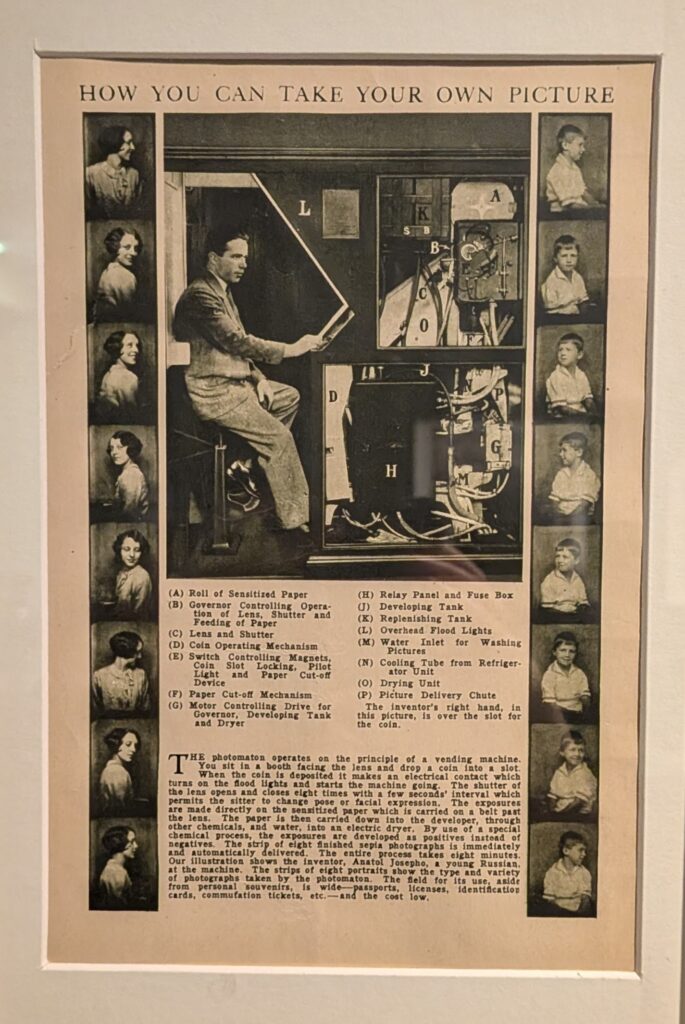 HOW YOU CAN TAKE YOUR OWN PICTURE
L
I
K
A
S B
B
E
C
O
F
J
D
P
H
G
M
(A) Roll of Sensitized Paper
(B) Governor Controlling Opera-
tion of Lens, Shutter and
Feeding of Paper
(C) Lens and Shutter
(D) Coin Operating Mechanism
(E) Switch Controlling Magnets,
Coin Slot Locking, Pilot
Light and Paper Cut-off
Device
(F) Paper Cut-off Mechanism
(G) Motor Controlling Drive for
Governor, Developing Tank
and Dryer
(H) Relay Panel and Fuse Box
(J) Developing Tank
(K) Replenishing Tank
(L) Overhead Flood Lights
(M) Water Inlet for Washing
Pictures
(N) Cooling Tube from Refriger-
ator Unit
(O) Drying Unit
(P) Picture Delivery Chute
The inventor's right hand, in
this picture, is over the slot for
the coin.
THE photomaton operates on the principle of a vending machine.
You sit in a booth facing the lens and drop a coin into a slot.
When the coin is deposited it makes an electrical contact which
turns on the flood lights and starts the machine going. The shutter of
the lens opens and closes eight times with a few seconds' interval which
permits the sitter to change pose or facial expression. The exposures
are made directly on the sensitized paper which is carried on a belt past
the lens. The paper is then carried down into the developer, through
other chemicals, and water, into an electric dryer. By use of a special
chemical process, the exposures are developed as positives instead of
negatives. The strip of eight finished sepia photographs is immediately
and automatically delivered. The entire process takes eight minutes.
Our illustration shows the inventor, Anatol Josepho, a young Russian,
at the machine. The strips of eight portraits show the type and variety
of photographs taken by the photomaton. The field for its use, aside
from personal souvenirs, is wide—passports, licenses, identification
cards, commutation tickets, etc.—and the cost low.